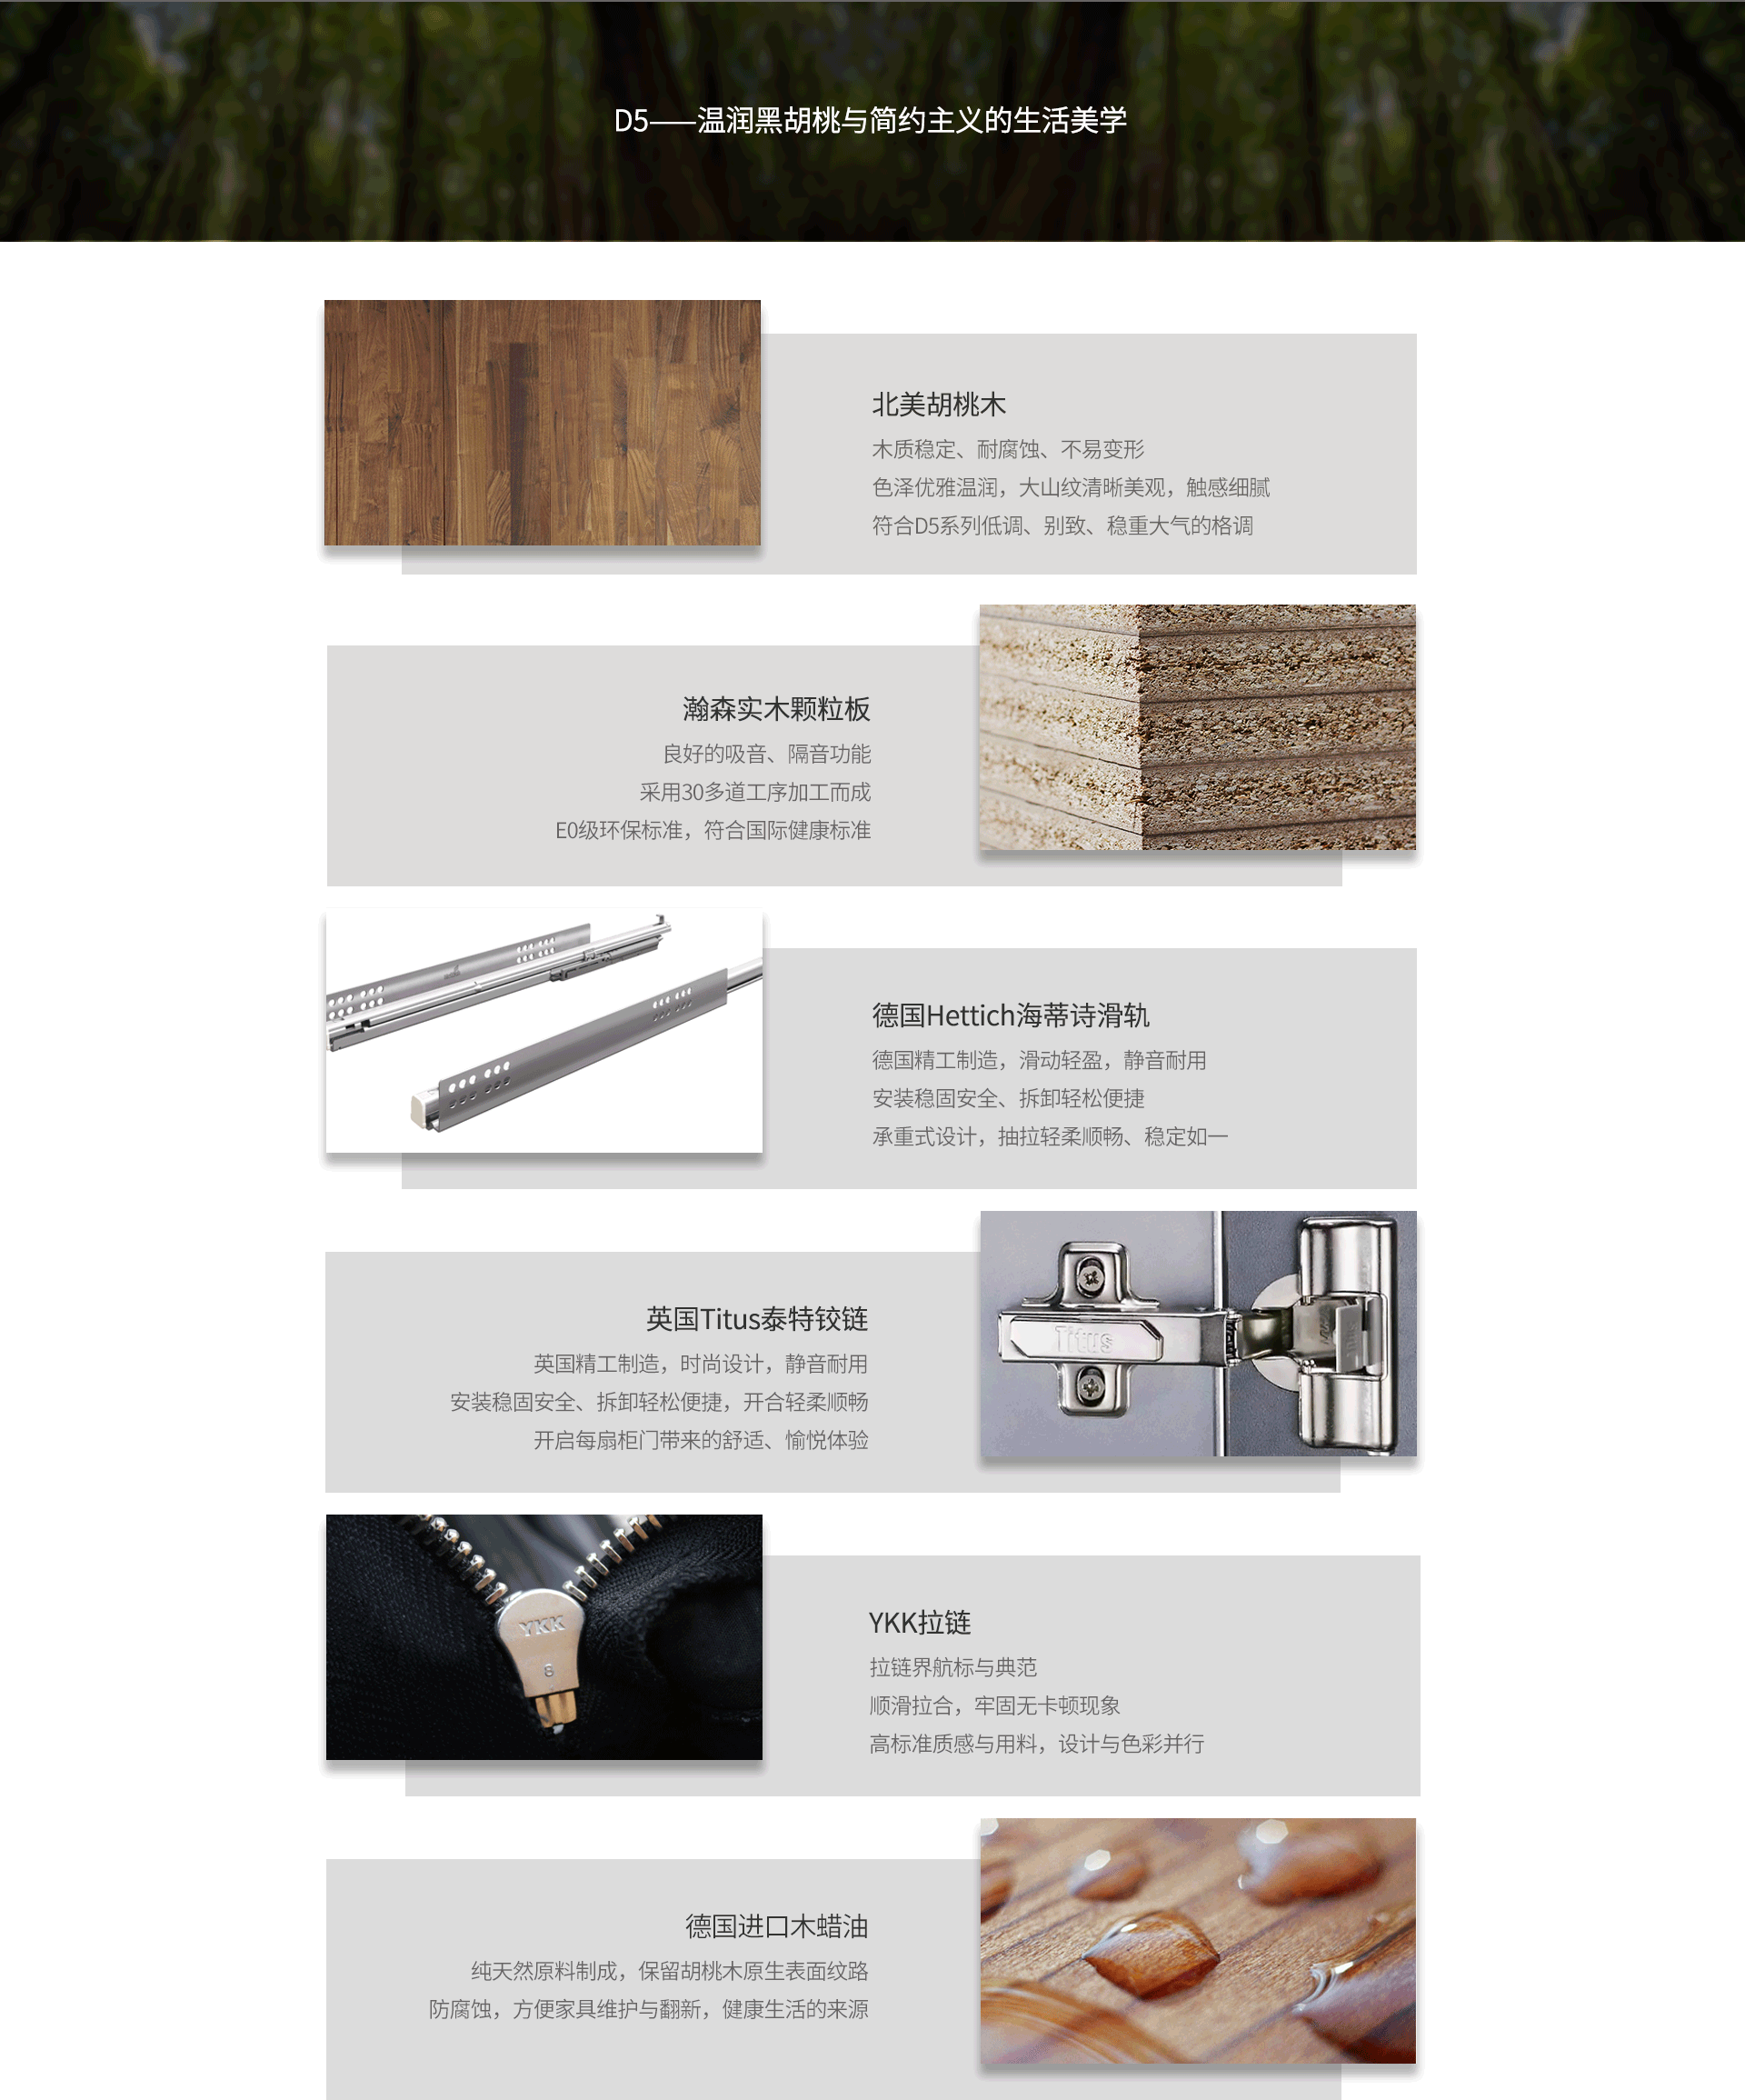 D5——温润黑胡桃与简约主义的生活美学
北美胡桃木
木质稳定、耐腐蚀、不易变形
色泽优雅温润，大山纹清晰美观，触感细腻
符合D5系列低调、别致、稳重大气的格调
瀚森实木颗粒板
良好的吸音、隔音功能
采用30多道工序加工而成
E0级环保标准，符合国际健康标准
德国Hettich海蒂诗滑轨
德国精工制造，滑动轻盈，静音耐用
安装稳固安全、拆卸轻松便捷
承重式设计，抽拉轻柔顺畅、稳定如一
英国Titus泰特铰链
英国精工制造，时尚设计，静音耐用
安装稳固安全、拆卸轻松便捷，开合轻柔顺畅
开启每扇柜门带来的舒适、愉悦体验
Titus
YKK
8
YKK拉链
拉链界航标与典范
顺滑拉合，牢固无卡顿现象
高标准质感与用料，设计与色彩并行
德国进口木蜡油
纯天然原料制成，保留胡桃木原生表面纹路
防腐蚀，方便家具维护与翻新，健康生活的来源